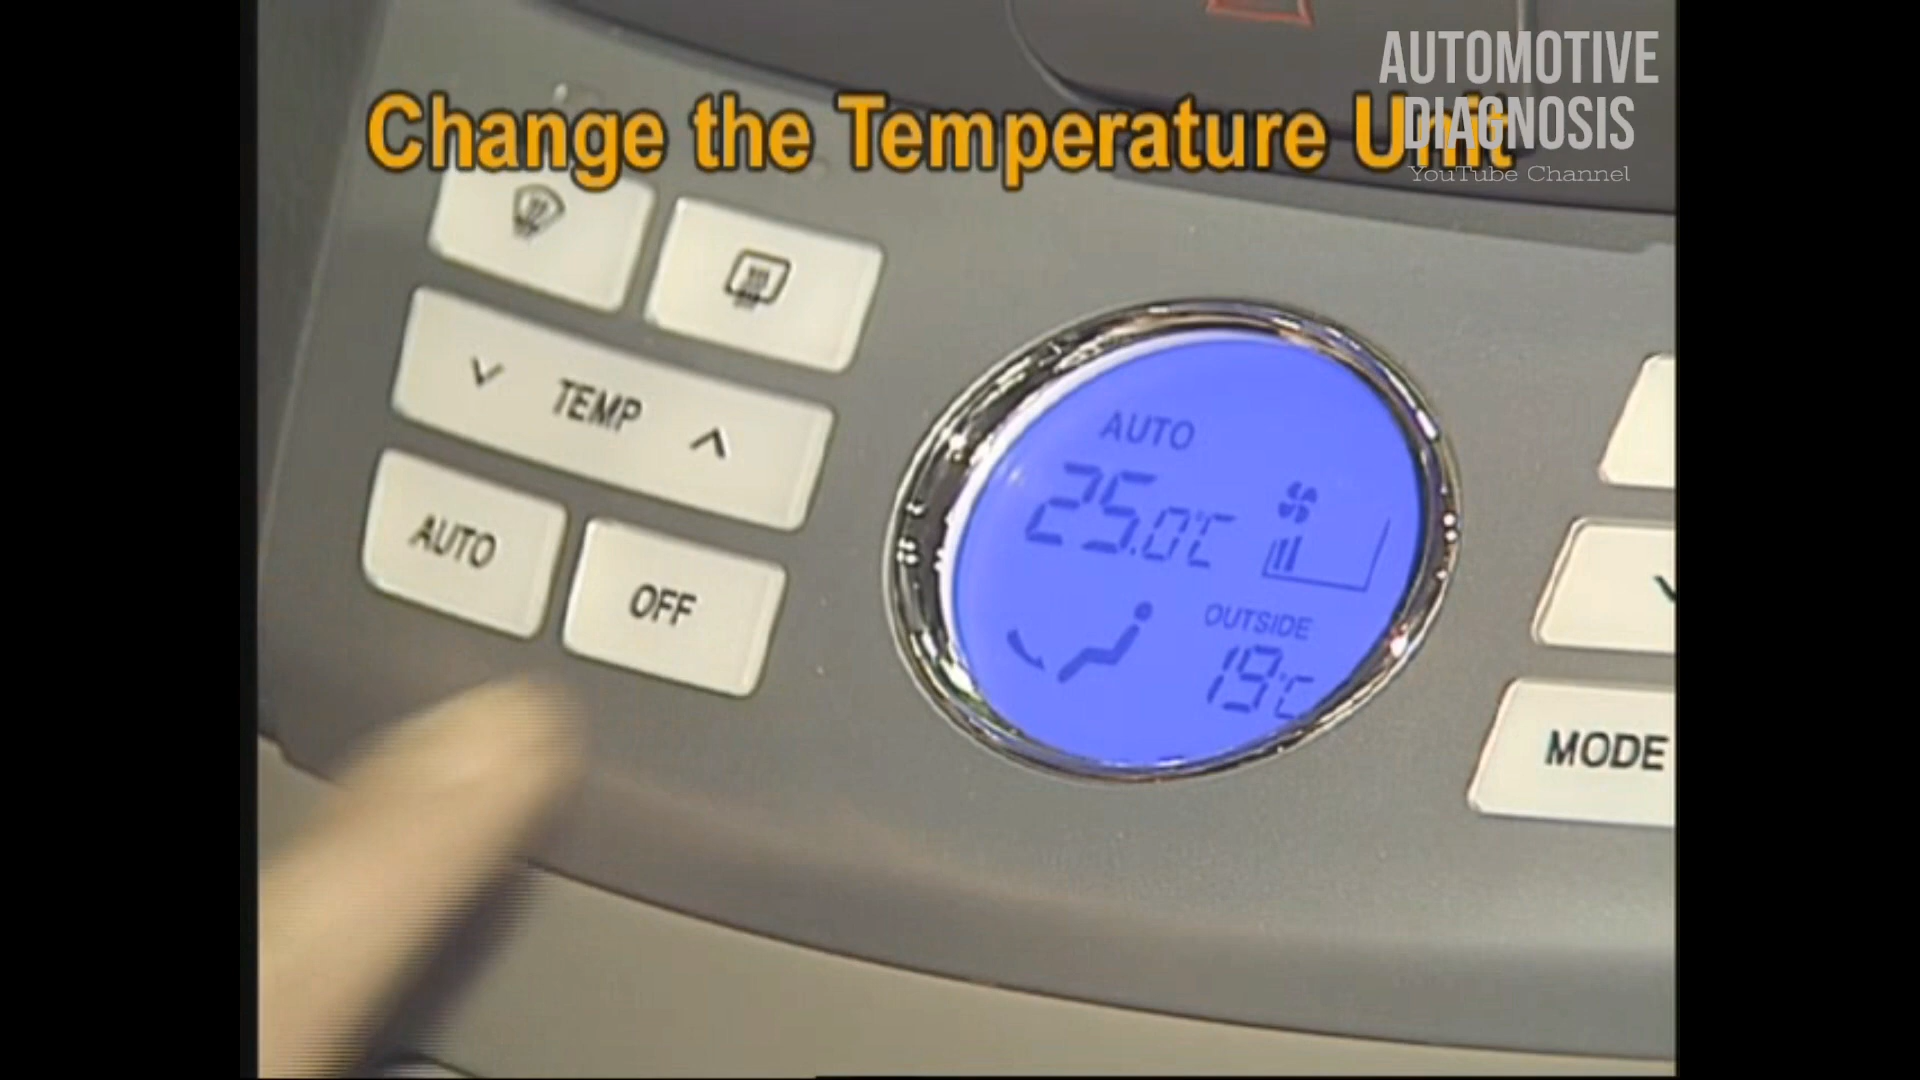 AUTOMOTIVE
DIAGNOSIS
YouTube Channel
Change the Temperature Unit
TEMP
AUTO
OFF
AUTO
25.0°C
OUTSIDE
19°C
MODE